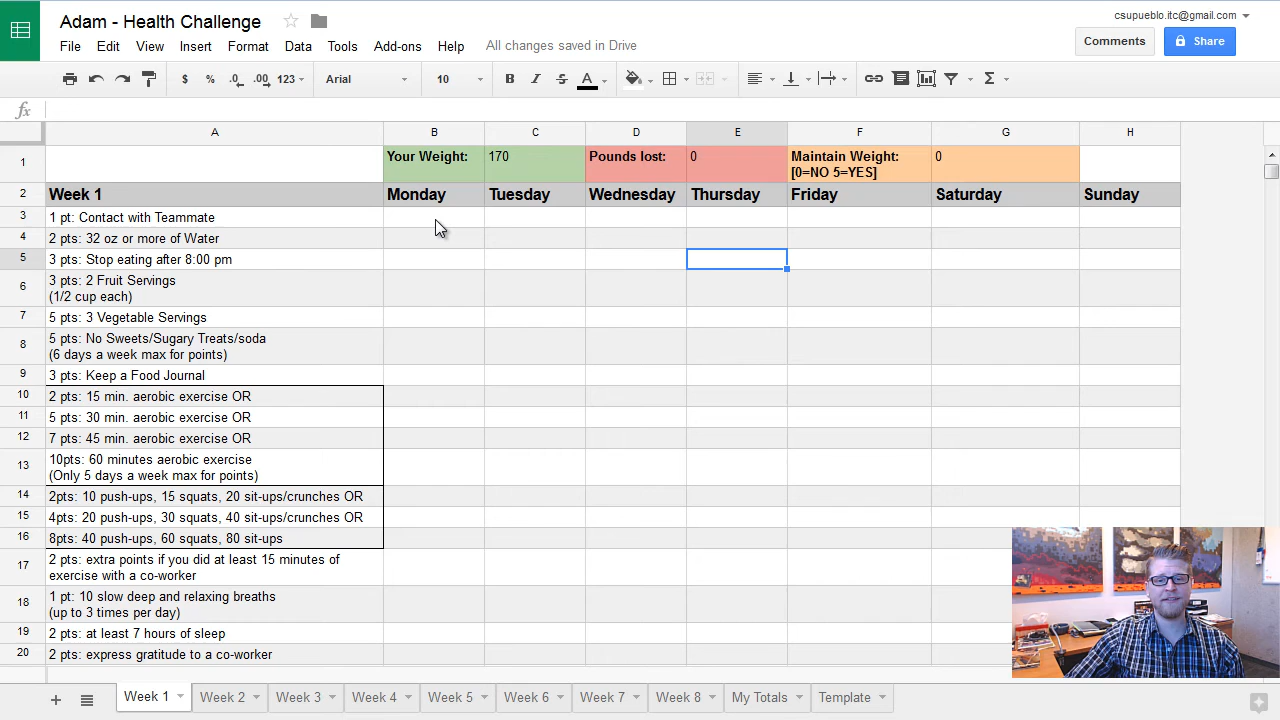 Adam - Health Challenge
csupueblo.itc@gmail.com
File Edit View Insert Format Data Tools Add-ons Help All changes saved in Drive
Comments Share
$ % .0 .00 123 Arial 10 B I S A Σ
fx
A B C D E F G H
1 Your Weight: 170 Pounds lost: 0 Maintain Weight: 0
[0=NO 5=YES]
2 Week 1 Monday Tuesday Wednesday Thursday Friday Saturday Sunday
3 1 pt: Contact with Teammate
4 2 pts: 32 oz or more of Water
5 3 pts: Stop eating after 8:00 pm
6 3 pts: 2 Fruit Servings
(1/2 cup each)
7 5 pts: 3 Vegetable Servings
8 5 pts: No Sweets/Sugary Treats/soda
(6 days a week max for points)
9 3 pts: Keep a Food Journal
10 2 pts: 15 min. aerobic exercise OR
11 5 pts: 30 min. aerobic exercise OR
12 7 pts: 45 min. aerobic exercise OR
13 10pts: 60 minutes aerobic exercise
(Only 5 days a week max for points)
14 2pts: 10 push-ups, 15 squats, 20 sit-ups/crunches OR
15 4pts: 20 push-ups, 30 squats, 40 sit-ups/crunches OR
16 8pts: 40 push-ups, 60 squats, 80 sit-ups
17 2 pts: extra points if you did at least 15 minutes of
exercise with a co-worker
18 1 pt: 10 slow deep and relaxing breaths
(up to 3 times per day)
19 2 pts: at least 7 hours of sleep
20 2 pts: express gratitude to a co-worker
Week 1 Week 2 Week 3 Week 4 Week 5 Week 6 Week 7 Week 8 My Totals Template